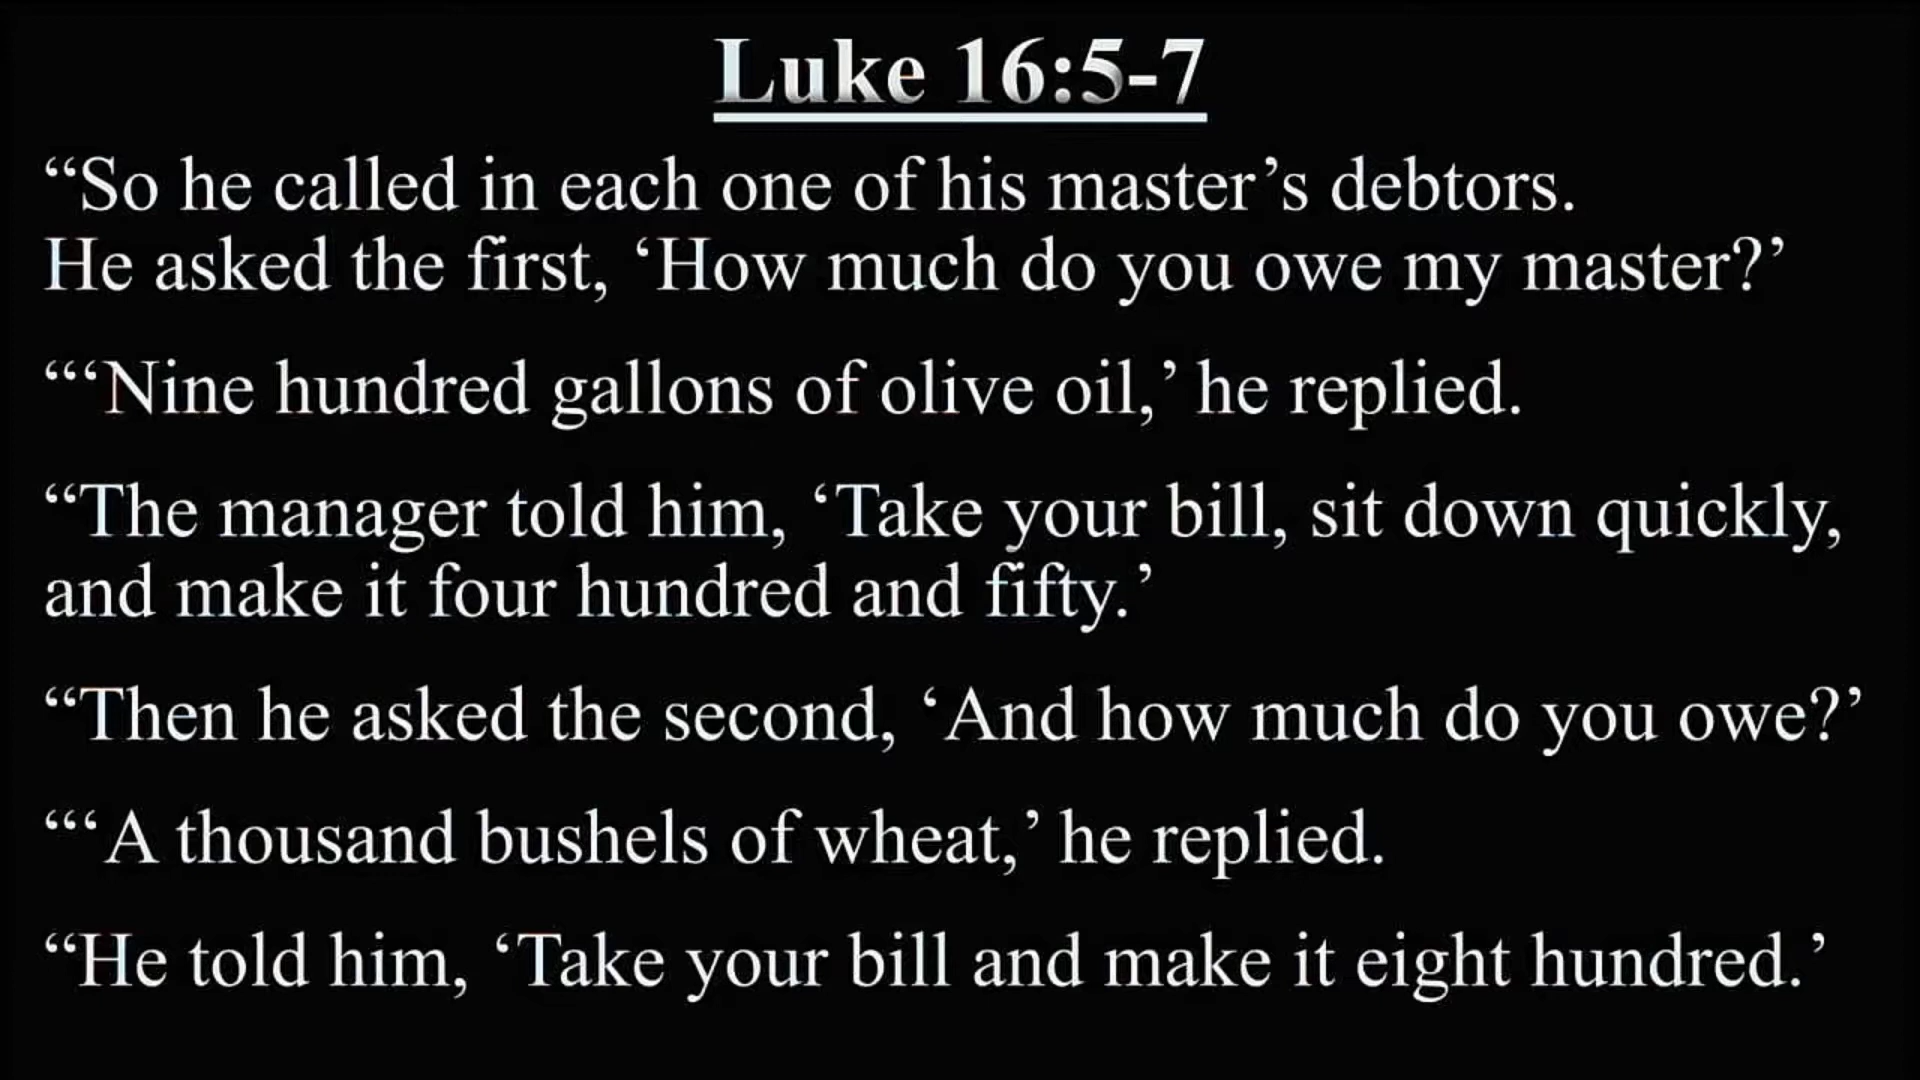 Luke 16:5-7
“So he called in each one of his master’s debtors.
He asked the first, ‘How much do you owe my master?’
“‘Nine hundred gallons of olive oil,’ he replied.
“The manager told him, ‘Take your bill, sit down quickly,
and make it four hundred and fifty.’
“Then he asked the second, ‘And how much do you owe?’
“‘A thousand bushels of wheat,’ he replied.
“He told him, ‘Take your bill and make it eight hundred.’